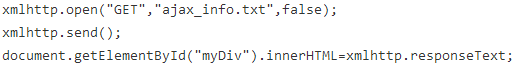 xmlhttp.open("GET","ajax_info.txt",false);
xmlhttp.send();
document.getElementById("myDiv").innerHTML=xmlhttp.responseText;